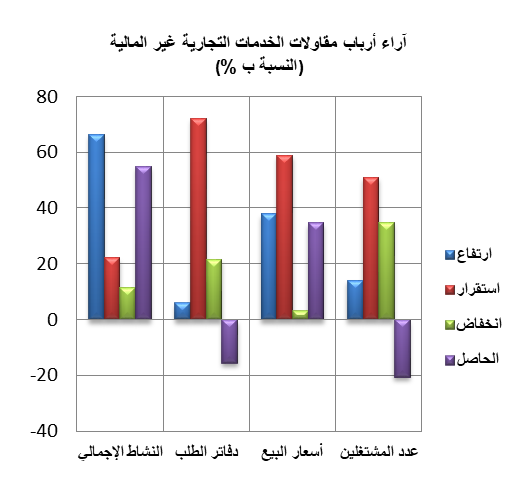 آراء أرباب مقاولات الخدمات التجارية غير المالية
(النسبة ب %)
80
60
40
20
0
-20
-40
النشاط الإجمالي
دفاتر الطلب
أسعار البيع
عدد المشتغلين
ارتفاع
استقرار
انخفاض
الحاصل